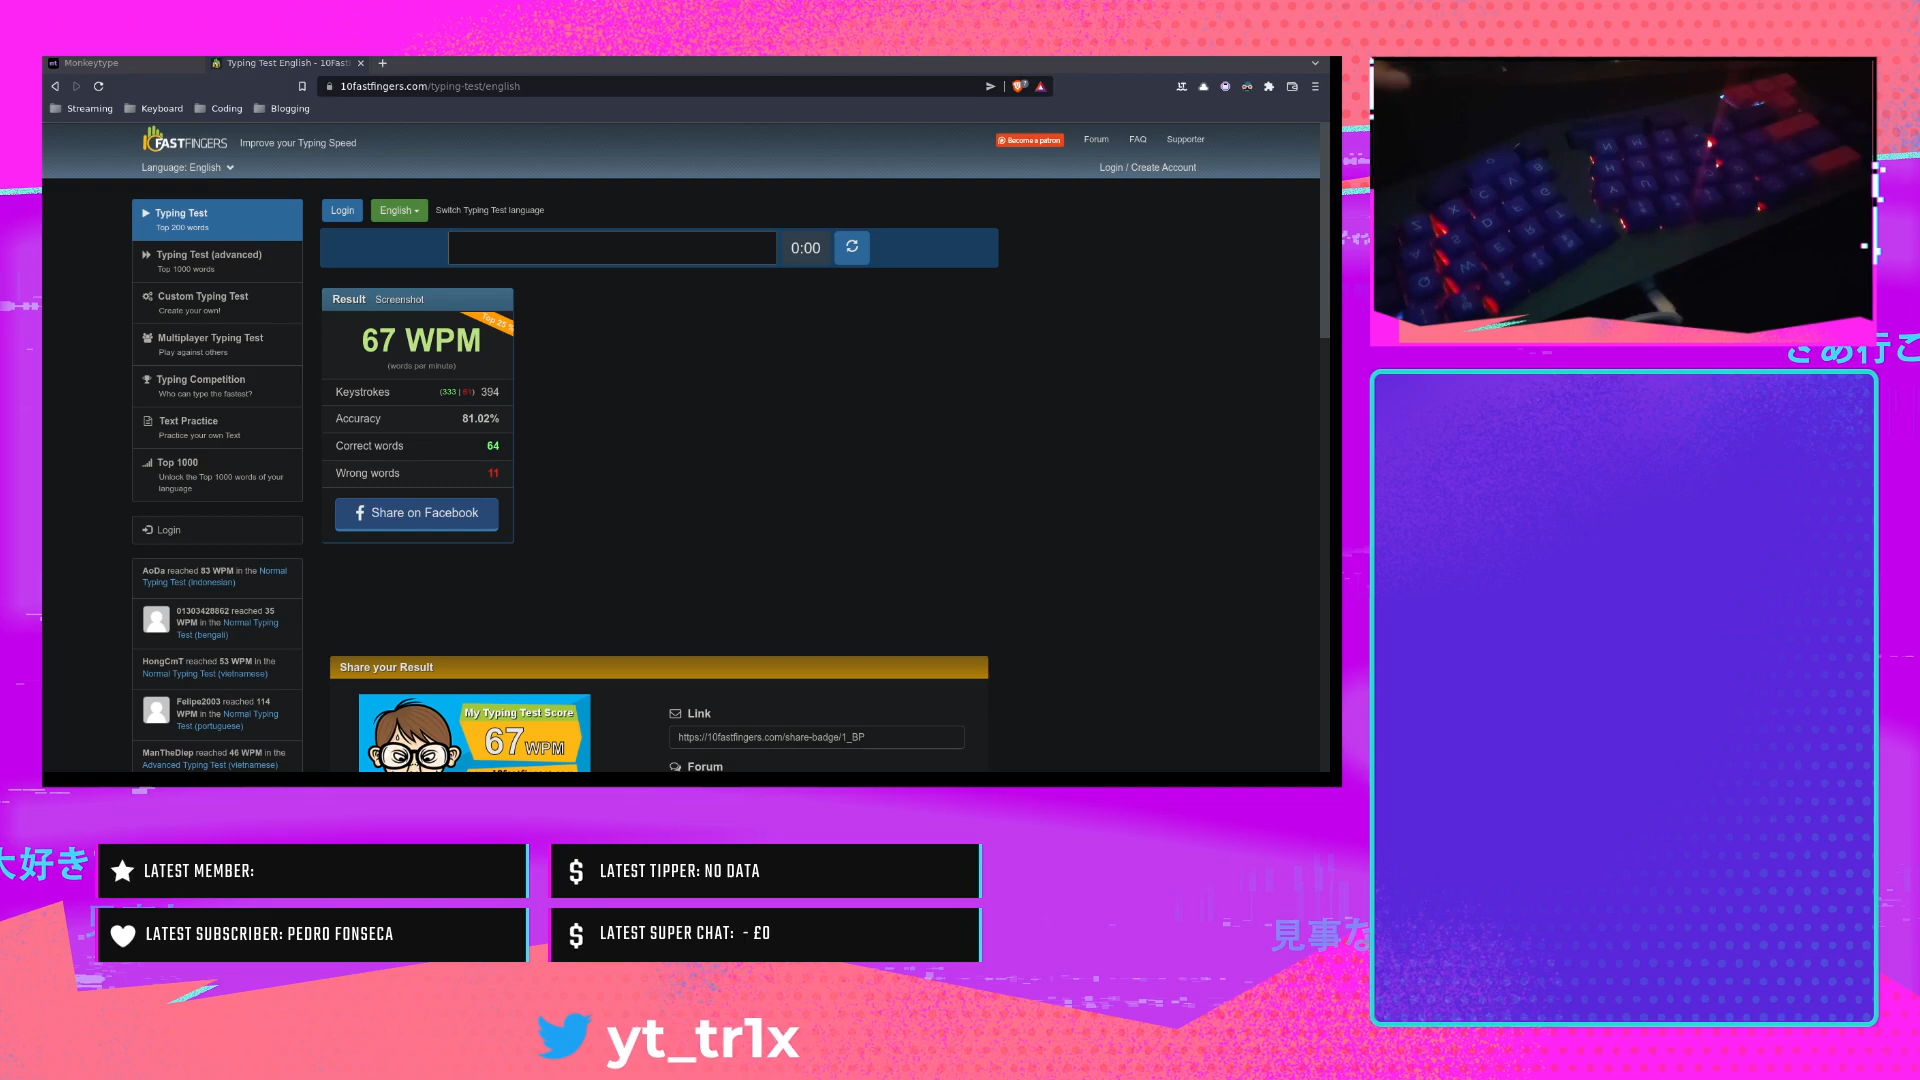 Monkeytype
Typing Test English - 10Fast
10fastfingers.com/typing-test/english
Streaming
Keyboard
Coding
Blogging
10FASTFINGERS
Improve your Typing Speed
Become a patron
Forum
FAQ
Supporter
Language: English
Login / Create Account
Typing Test
Top 200 words
Typing Test (advanced)
Top 1000 words
Custom Typing Test
Create your own!
Multiplayer Typing Test
Play against others
Typing Competition
Who can type the fastest?
Text Practice
Practice your own Text
Top 1000
Unlock the Top 1000 words of your
language
Login
AoDa reached 83 WPM in the Normal
Typing Test (indonesian)
01303428862 reached 35
WPM in the Normal Typing
Test (bengali)
HongCmT reached 53 WPM in the
Normal Typing Test (vietnamese)
Felipe2003 reached 114
WPM in the Normal Typing
Test (portuguese)
ManTheDiep reached 46 WPM in the
Advanced Typing Test (vietnamese)
Login
English
Switch Typing Test language
0:00
Result
Screenshot
Top 25 %
67 WPM
(words per minute)
Keystrokes (333 | 61) 394
Accuracy 81.02%
Correct words 64
Wrong words 11
Share on Facebook
Share your Result
My Typing Test Score
67 WPM
Link
https://10fastfingers.com/share-badge/1_BP
Forum
さあ行こ
大好き
見事な
LATEST MEMBER:
LATEST TIPPER: NO DATA
LATEST SUBSCRIBER: PEDRO FONSECA
LATEST SUPER CHAT: - £0
yt_tr1x